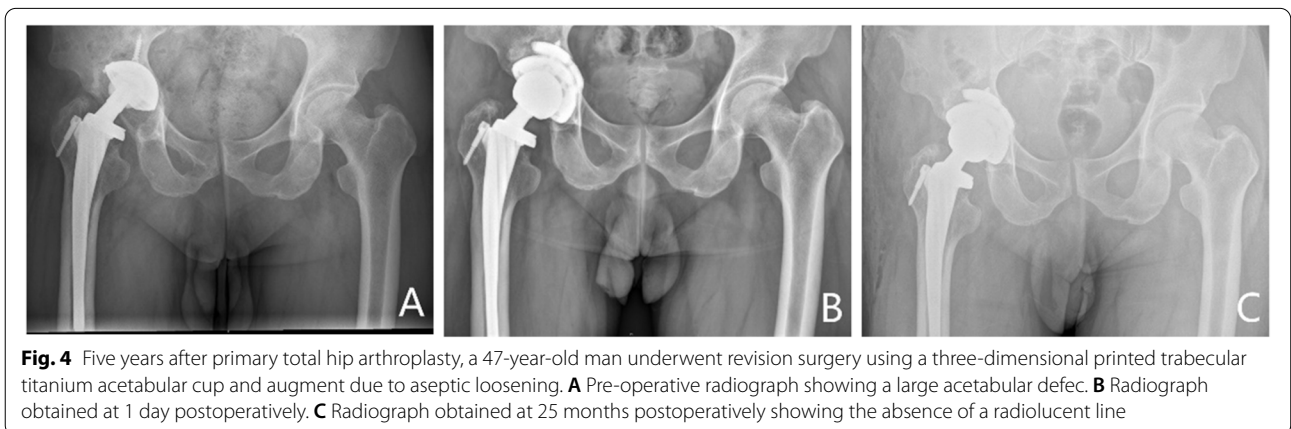 A
B
C
Fig. 4 Five years after primary total hip arthroplasty, a 47-year-old man underwent revision surgery using a three-dimensional printed trabecular
titanium acetabular cup and augment due to aseptic loosening. A Pre-operative radiograph showing a large acetabular defec. B Radiograph
obtained at 1 day postoperatively. C Radiograph obtained at 25 months postoperatively showing the absence of a radiolucent line